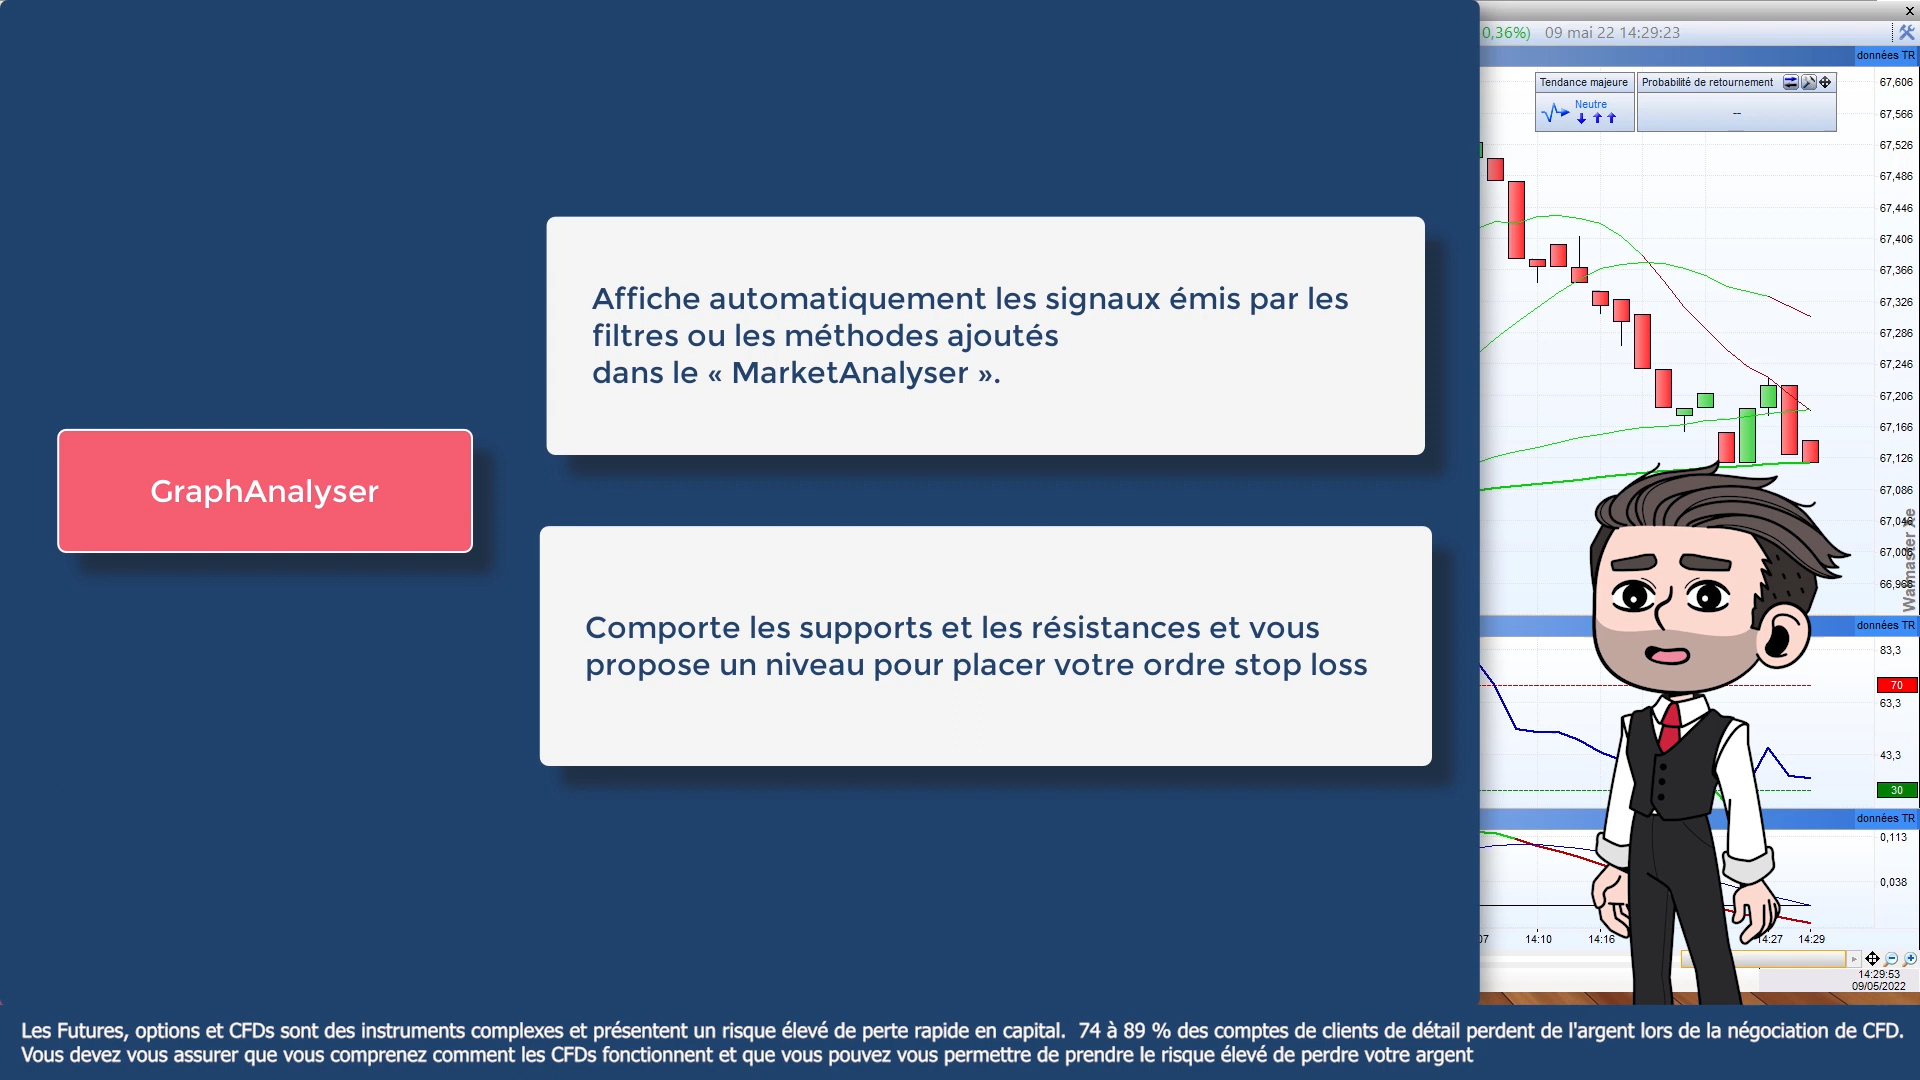 GraphAnalyser
Affiche automatiquement les signaux émis par les
filtres ou les méthodes ajoutés
dans le « MarketAnalyser ».
Comporte les supports et les résistances et vous
propose un niveau pour placer votre ordre stop loss
0,36%) 09 mai 22 14:29:23
données TR
Tendance majeure
Neutre
Probabilité de retournement
--
67,606
67,566
67,526
67,486
67,446
67,406
67,366
67,326
67,286
67,246
67,206
67,166
67,126
67,086
67,046
67,006
données TR
83,3
70
63,3
43,3
30
données TR
0,113
0,038
14:10 14:16 14:27 14:29
14:29:53
09/05/2022
Les Futures, options et CFDs sont des instruments complexes et présentent un risque élevé de perte rapide en capital. 74 à 89 % des comptes de clients de détail perdent de l'argent lors de la négociation de CFD.
Vous devez vous assurer que vous comprenez comment les CFDs fonctionnent et que vous pouvez vous permettre de prendre le risque élevé de perdre votre argent